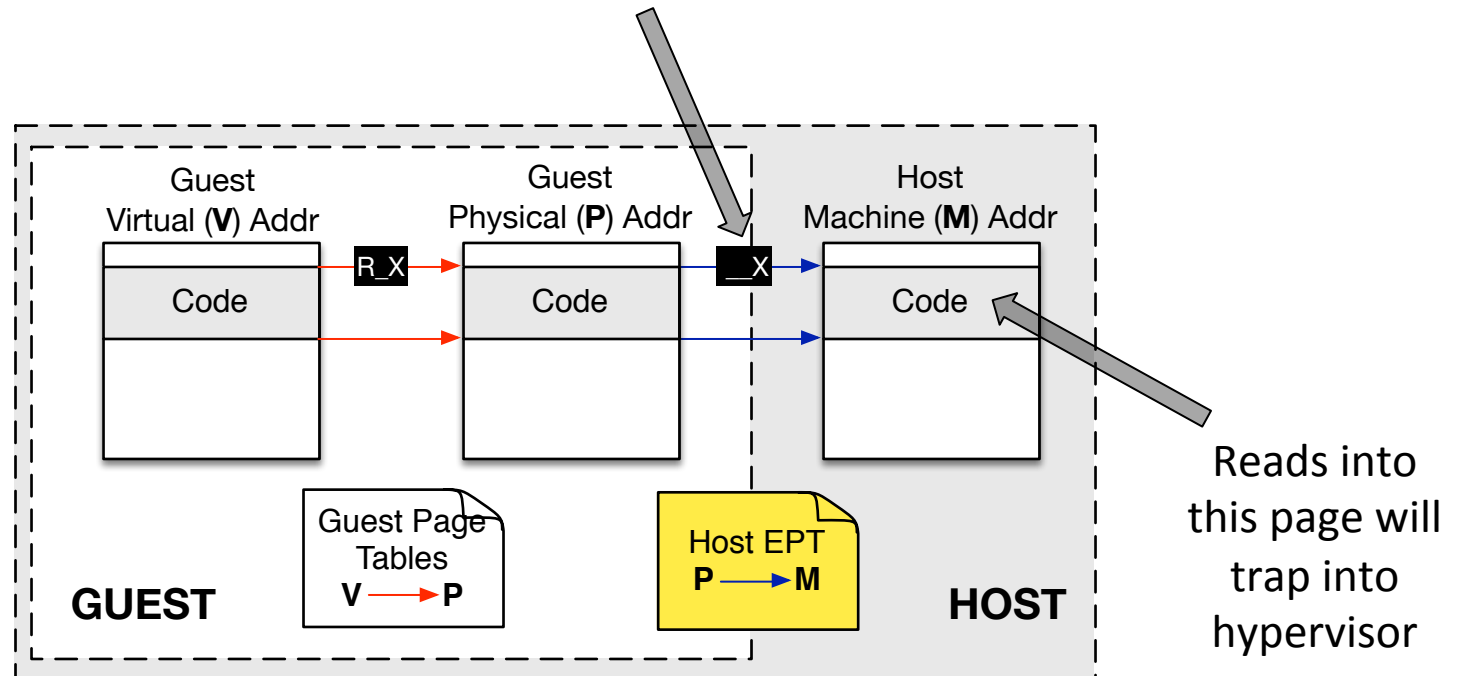 Guest
Virtual (V) Addr
Guest
Physical (P) Addr
Host
Machine (M) Addr
R_X
__X
Code
Code
Code
Guest Page
Tables
V P
Host EPT
P M
GUEST
HOST
Reads into
this page will
trap into
hypervisor